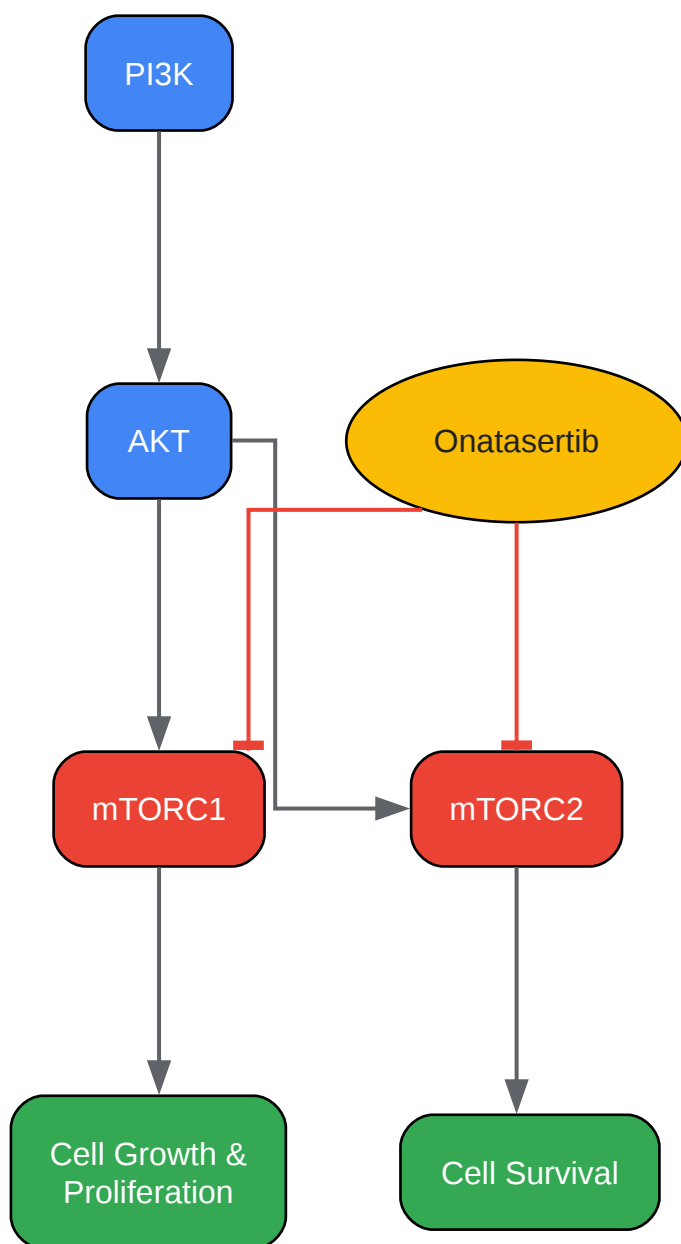 PI3K
AKT
Onatasertib
mTORC1
mTORC2
Cell Growth &
Proliferation
Cell Survival